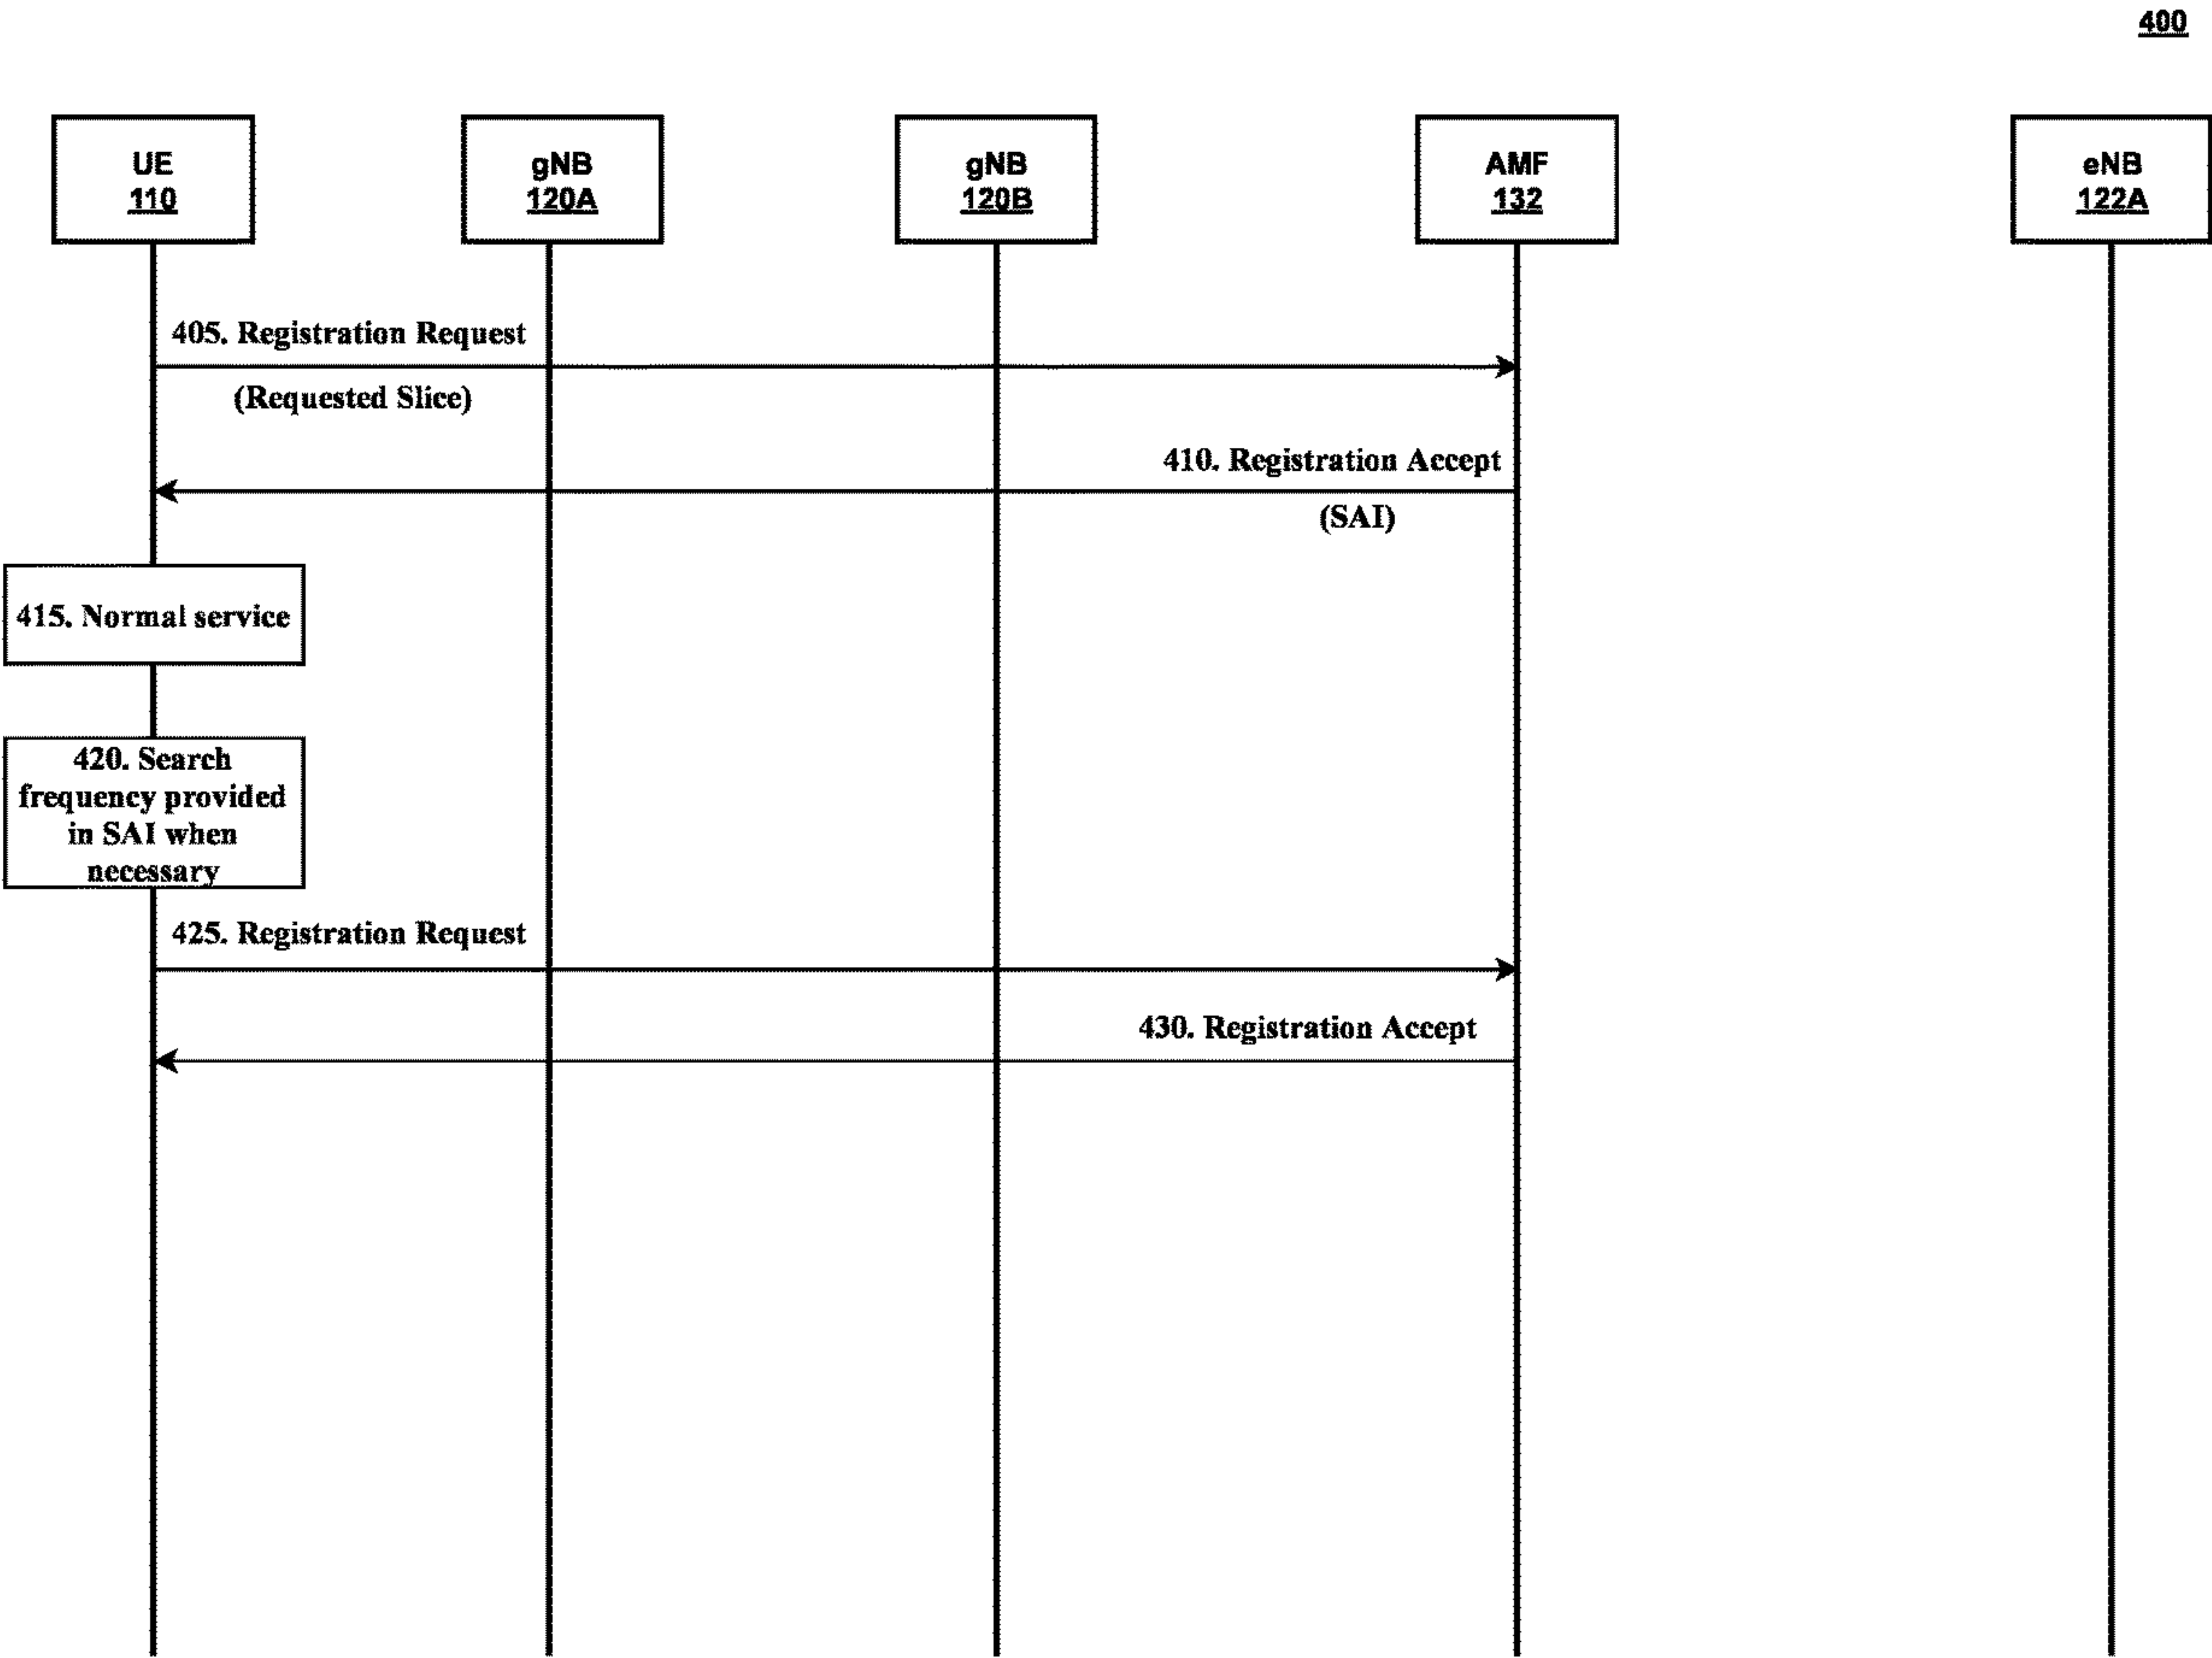 400
UE
110
gNB
120A
gNB
120B
AMF
132
eNB
122A
405. Registration Request
(Requested Slice)
410. Registration Accept
(SAI)
415. Normal service
420. Search
frequency provided
in SAI when
necessary
425. Registration Request
430. Registration Accept